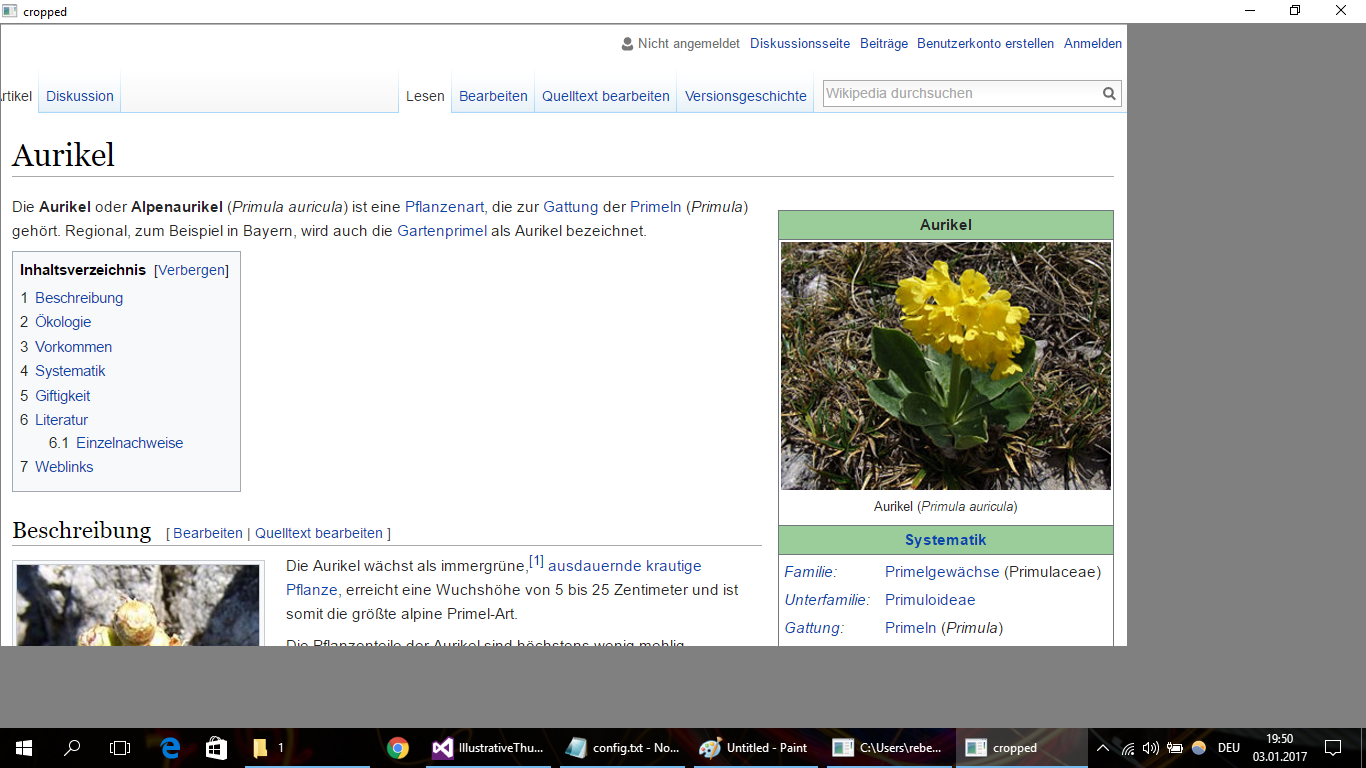 cropped
Nicht angemeldet Diskussionsseite Beiträge Benutzerkonto erstellen Anmelden
rtikel Diskussion Lesen Bearbeiten Quelltext bearbeiten Versionsgeschichte Wikipedia durchsuchen
Aurikel
Die Aurikel oder Alpenaurikel (Primula auricula) ist eine Pflanzenart, die zur Gattung der Primeln (Primula)
gehört. Regional, zum Beispiel in Bayern, wird auch die Gartenprimel als Aurikel bezeichnet.
Inhaltsverzeichnis [Verbergen]
1 Beschreibung
2 Ökologie
3 Vorkommen
4 Systematik
5 Giftigkeit
6 Literatur
6.1 Einzelnachweise
7 Weblinks
Beschreibung [ Bearbeiten | Quelltext bearbeiten ]
Die Aurikel wächst als immergrüne,[1] ausdauernde krautige
Pflanze, erreicht eine Wuchshöhe von 5 bis 25 Zentimeter und ist
somit die größte alpine Primel-Art.
Die Pflanzenteile der Aurikel sind höchstens wenig mehlig
Aurikel
Aurikel (Primula auricula)
Systematik
Familie: Primelgewächse (Primulaceae)
Unterfamilie: Primuloideae
Gattung: Primeln (Primula)
1 IllustrativeThu... config.txt - No... Untitled - Paint C:\Users\rebe... cropped DEU 19:50
03.01.2017